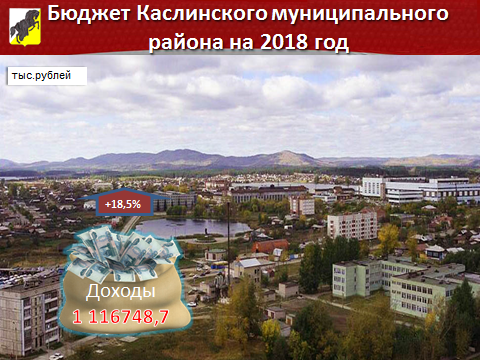 Бюджет Каслинского муниципального
района на 2018 год
тыс.рублей
+18,5%
Доходы
1 116748,7